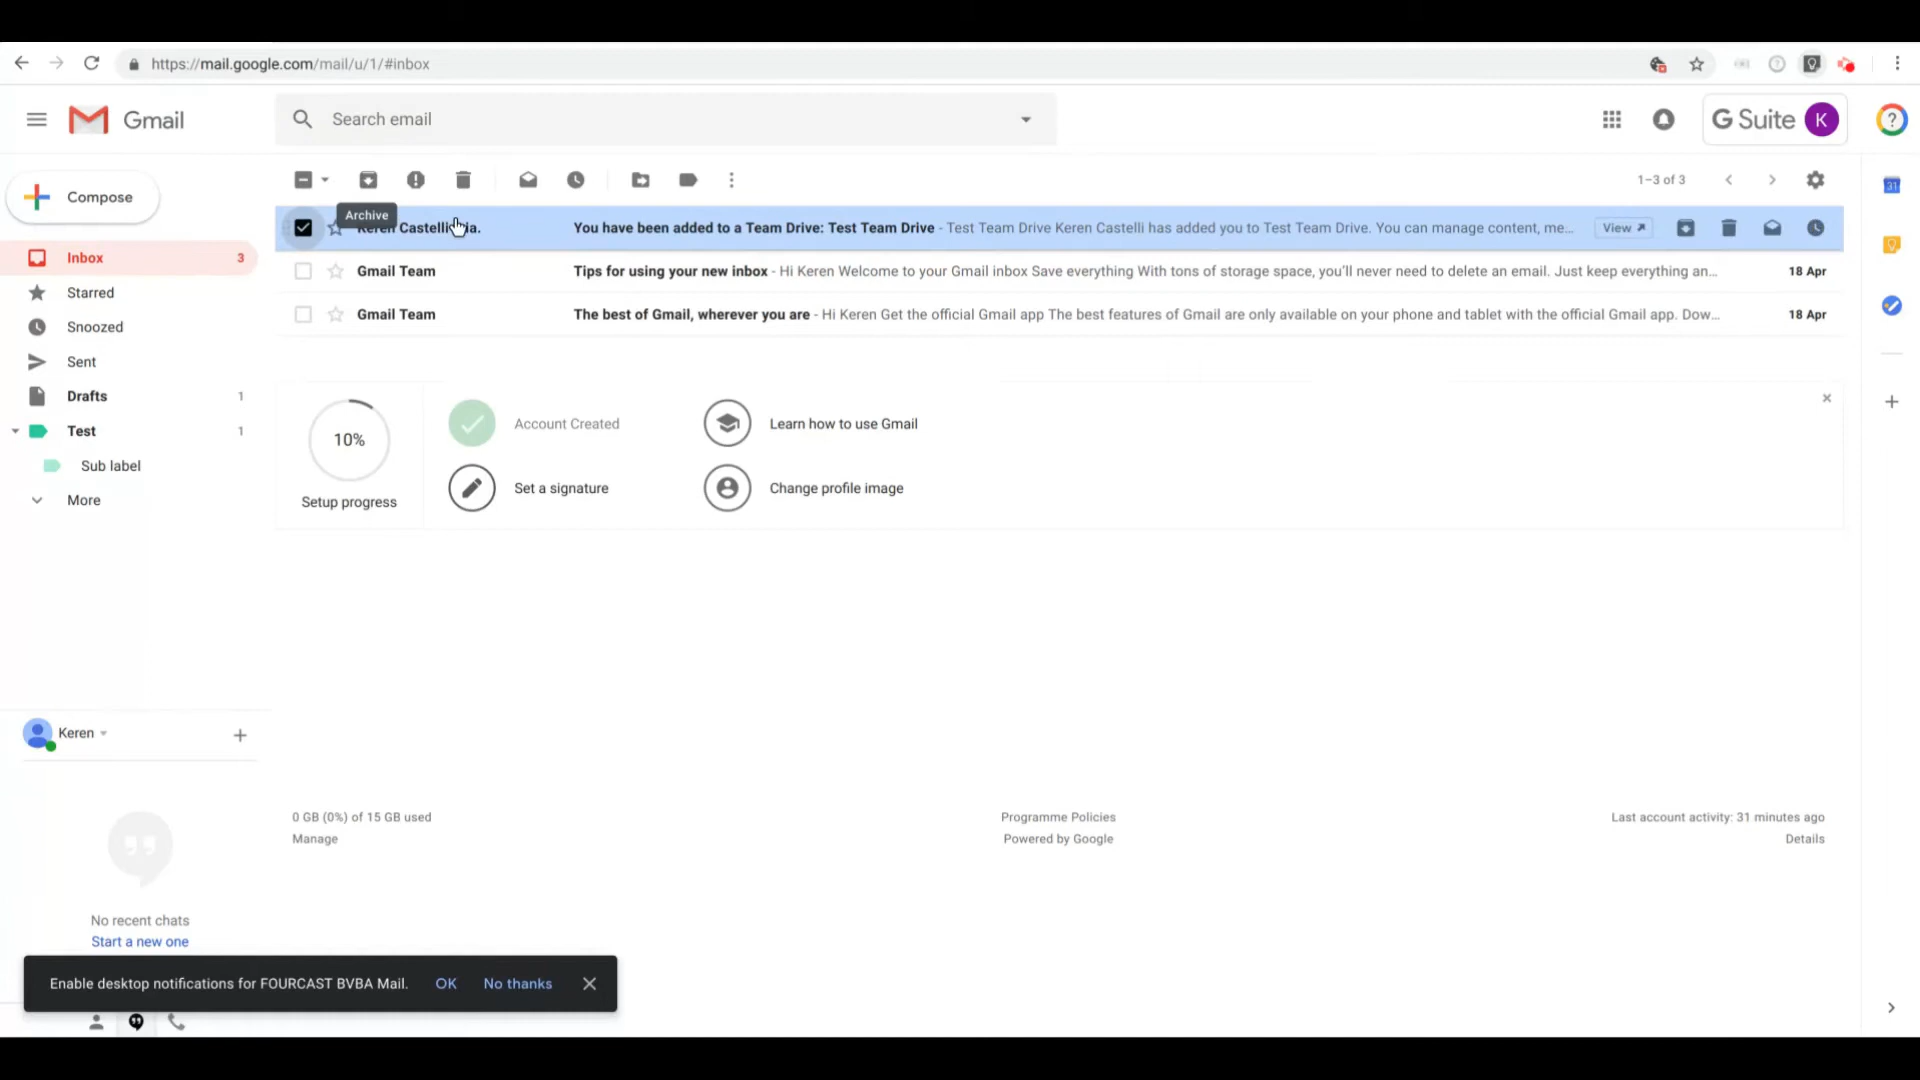 https://mail.google.com/mail/u/1/#inbox
Gmail
Search email
G Suite K
?
Compose
1–3 of 3
31
Archive
Keren Castelli
You have been added to a Team Drive: Test Team Drive - Test Team Drive Keren Castelli has added you to Test Team Drive. You can manage content, me...
View
Inbox 3
Gmail Team
Tips for using your new inbox - Hi Keren Welcome to your Gmail inbox Save everything With tons of storage space, you'll never need to delete an email. Just keep everything an...
18 Apr
Starred
Gmail Team
The best of Gmail, wherever you are - Hi Keren Get the official Gmail app The best features of Gmail are only available on your phone and tablet with the official Gmail app. Dow...
18 Apr
Snoozed
Sent
Drafts 1
Test 1
Sub label
More
10%
Setup progress
Account Created
Learn how to use Gmail
Set a signature
Change profile image
Keren
0 GB (0%) of 15 GB used
Manage
Programme Policies
Powered by Google
Last account activity: 31 minutes ago
Details
No recent chats
Start a new one
Enable desktop notifications for FOURCAST BVBA Mail. OK No thanks